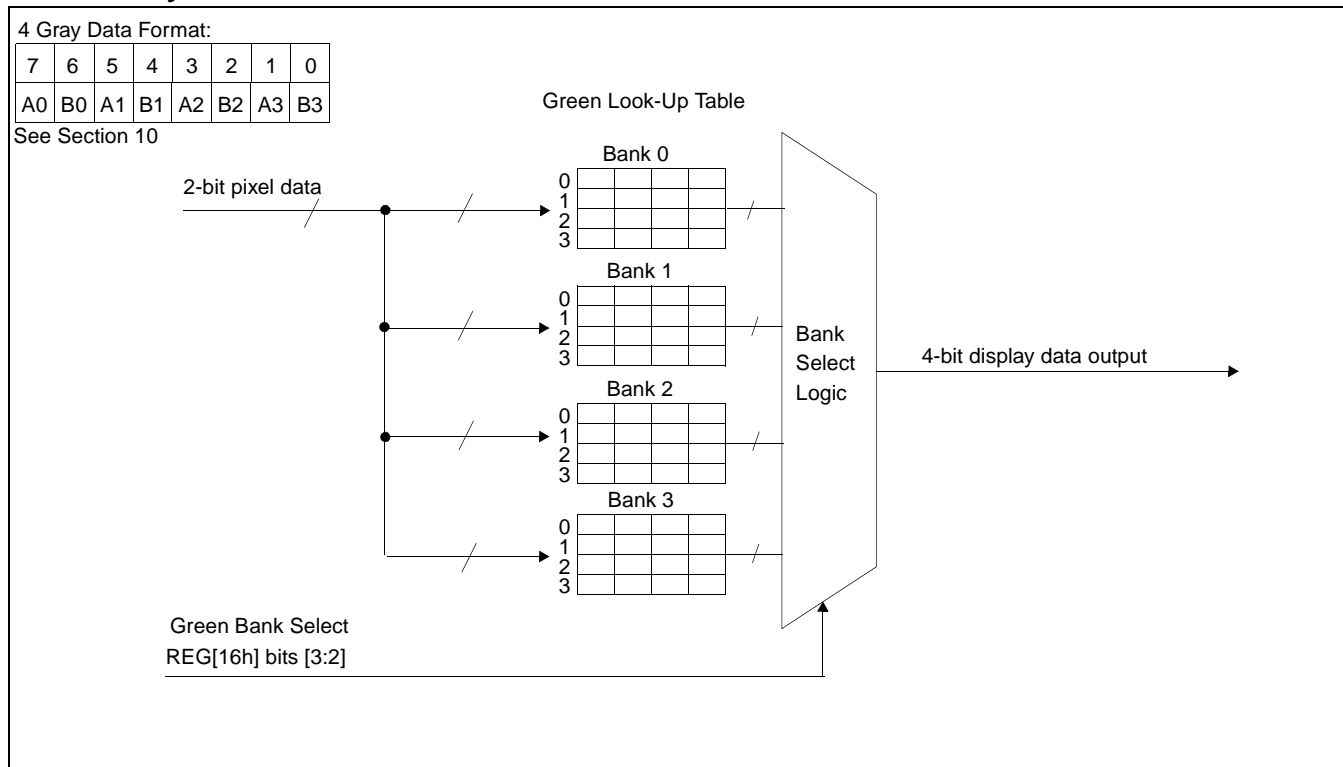 4 Gray Data Format:
7 6 5 4 3 2 1 0
A0 B0 A1 B1 A2 B2 A3 B3
See Section 10
Green Look-Up Table
2-bit pixel data
Bank 0
0
1
2
3
Bank 1
0
1
2
3
Bank 2
0
1
2
3
Bank 3
0
1
2
3
Bank
Select
Logic
4-bit display data output
Green Bank Select
REG[16h] bits [3:2]